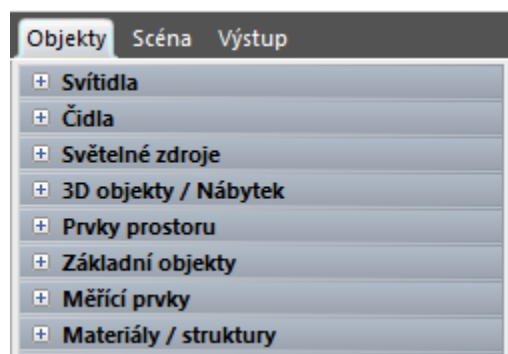 Objekty Scéna Výstup
Svítidla
Čidla
Světelné zdroje
3D objekty / Nábytek
Prvky prostoru
Základní objekty
Měřící prvky
Materiály / struktury